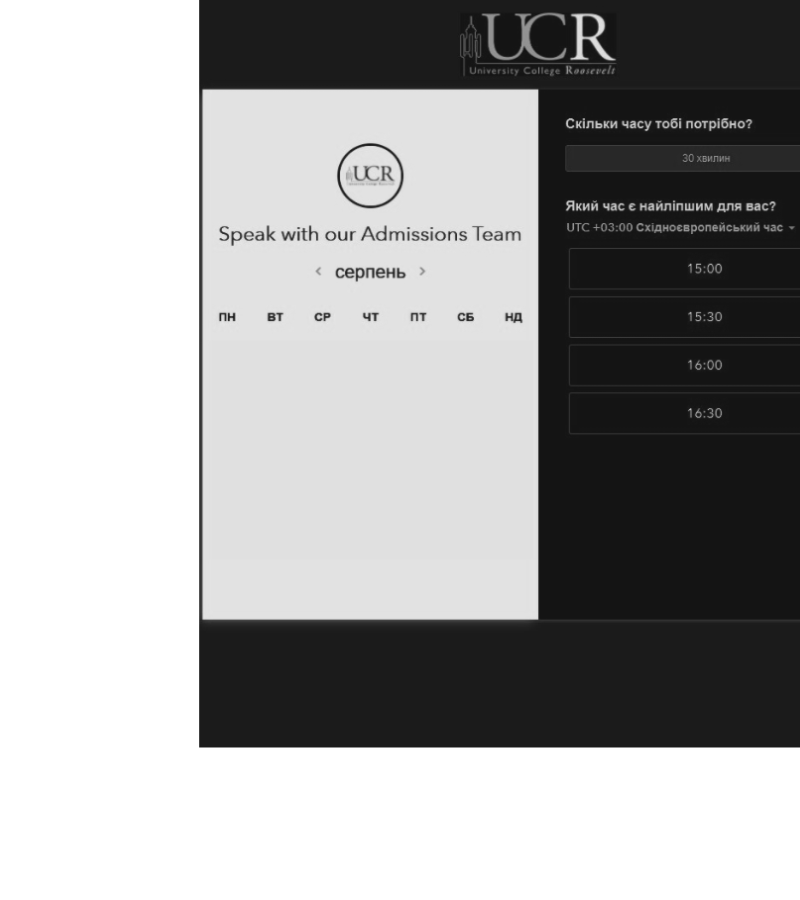 UCR
University College Roosevelt
UCR
Speak with our Admissions Team
серпень
ПН ВТ СР ЧТ ПТ СБ НД
Скільки часу тобі потрібно?
30 хвилин
Який час є найліпшим для вас?
UTC +03:00 Східноєвропейський час
15:00
15:30
16:00
16:30